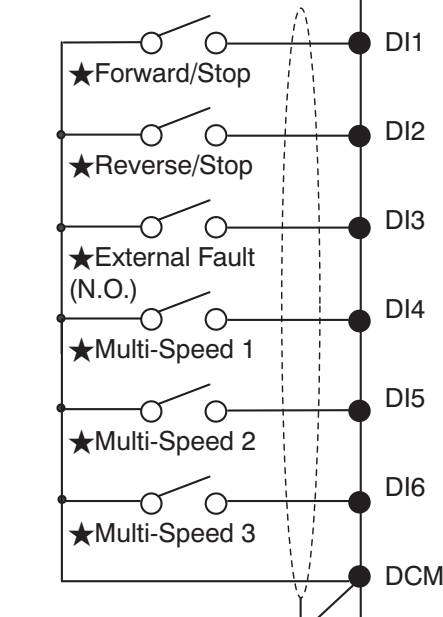 DI1
★Forward/Stop
DI2
★Reverse/Stop
DI3
★External Fault
(N.O.)
DI4
★Multi-Speed 1
DI5
★Multi-Speed 2
DI6
★Multi-Speed 3
DCM